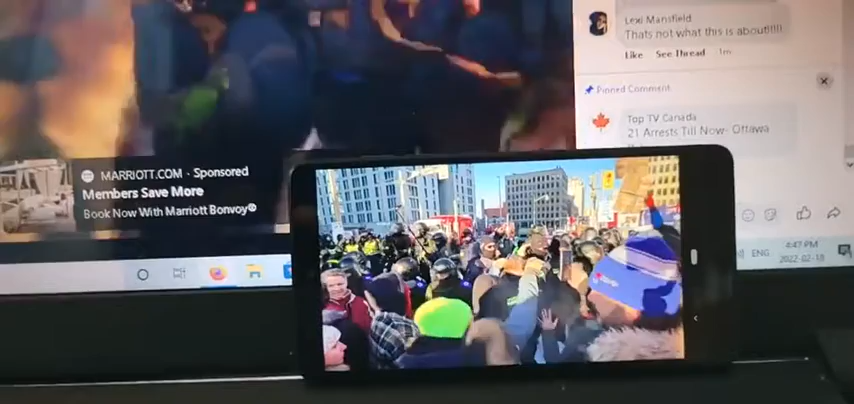 Lexi Mansfield
Thats not what this is about!!!!!
Like See Thread 1m
Pinned Comment
Top TV Canada
21 Arrests Till Now- Ottawa
MARRIOTT.COM · Sponsored
Members Save More
Book Now With Marriott Bonvoy®
ENG
4:47 PM
2022-02-18